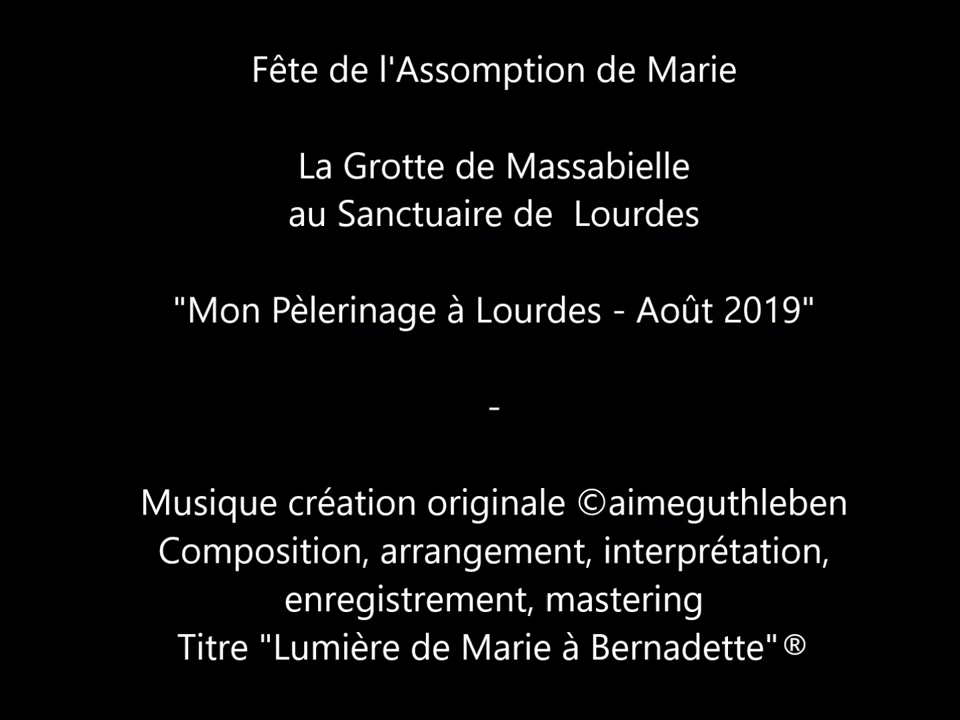 Fête de l'Assomption de Marie
La Grotte de Massabielle
au Sanctuaire de  Lourdes
"Mon Pèlerinage à Lourdes - Août 2019"
-
Musique création originale ©aimeguthleben
Composition, arrangement, interprétation,
enregistrement, mastering
Titre "Lumière de Marie à Bernadette"®